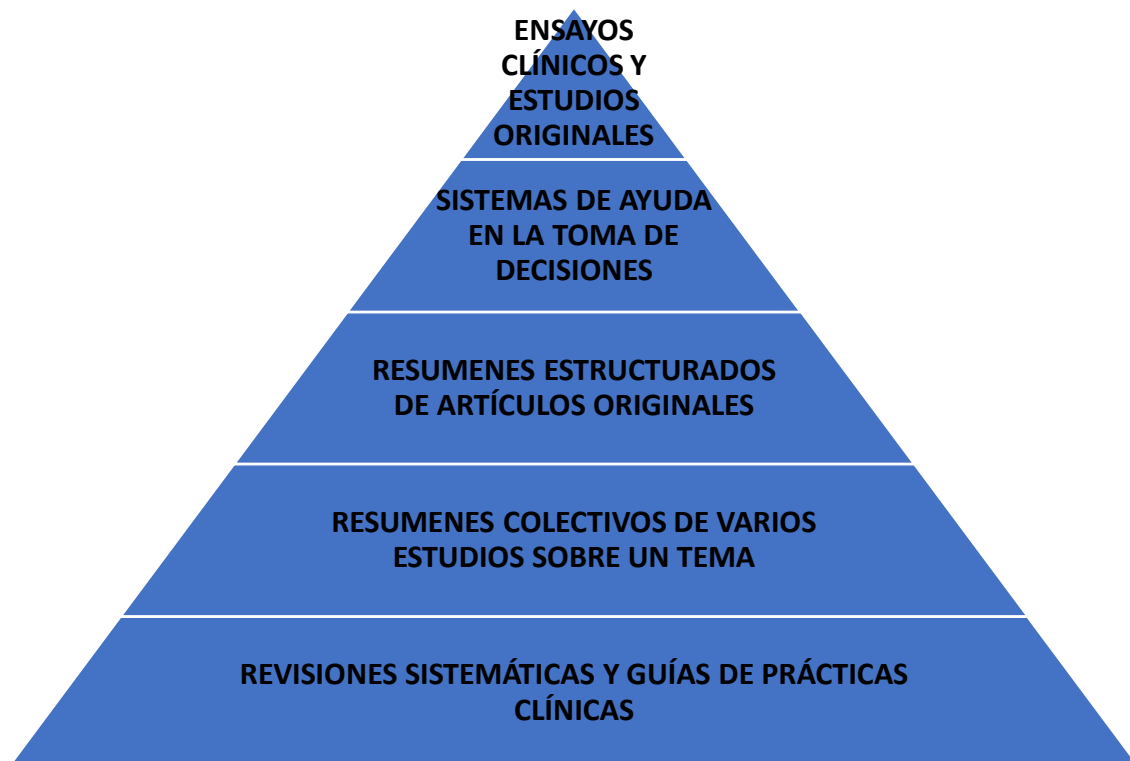 ENSAYOS
CLÍNICOS Y
ESTUDIOS
ORIGINALES
SISTEMAS DE AYUDA
EN LA TOMA DE
DECISIONES
RESUMENES ESTRUCTURADOS
DE ARTÍCULOS ORIGINALES
RESUMENES COLECTIVOS DE VARIOS
ESTUDIOS SOBRE UN TEMA
REVISIONES SISTEMÁTICAS Y GUÍAS DE PRÁCTICAS
CLÍNICAS